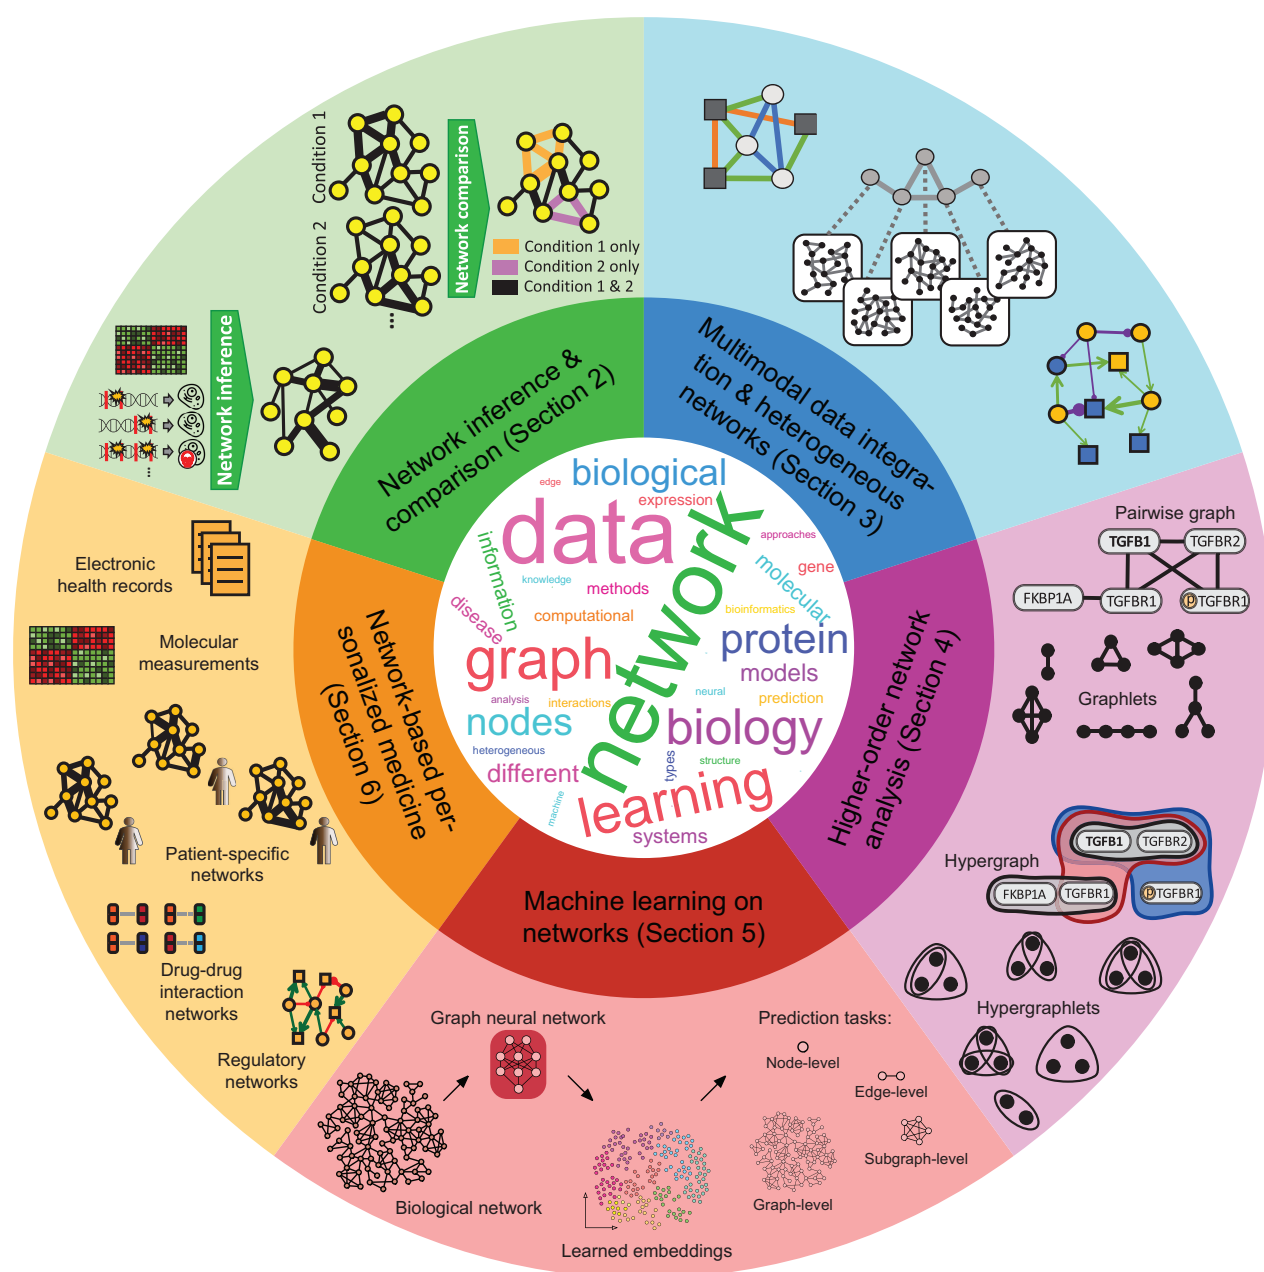 Condition 1
Condition 2
...
Network comparison
Condition 1 only
Condition 2 only
Condition 1 & 2
...
Network inference
Network inference &
comparison (Section 2)
Multimodal data integra-
tion & heterogeneous
networks (Section 3)
Pairwise graph
TGFB1
TGFBR2
FKBP1A
TGFBR1
P
TGFBR1
Graphlets
Higher-order network
analysis (Section 4)
Hypergraph
TGFB1
TGFBR2
FKBP1A
TGFBR1
P
TGFBR1
Hypergraphlets
Machine learning on
networks (Section 5)
Graph neural network
Biological network
Learned embeddings
Prediction tasks:
Node-level
Edge-level
Subgraph-level
Graph-level
Network-based per-
sonalized medicine
(Section 6)
Electronic
health records
Molecular
measurements
Patient-specific
networks
Drug-drug
interaction
networks
Regulatory
networks
edge
biological
expression
data
network
approaches
information
knowledge
methods
molecular
gene
disease
computational
bioinformatics
protein
graph
models
analysis
interactions
neural
prediction
nodes
biology
heterogeneous
types
structure
different
machine
learning
systems